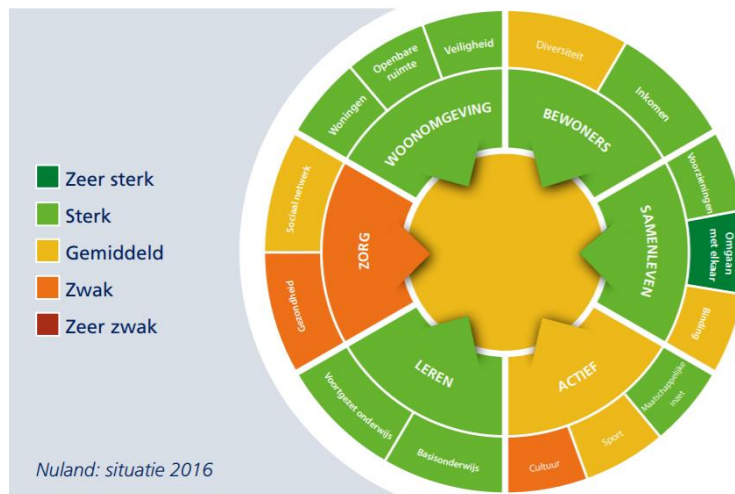 Zeer sterk
Sterk
Gemiddeld
Zwak
Zeer zwak
Nuland: situatie 2016
WOONOMGEVING
Woningen
Openbare
ruimte
Veiligheid
BEWONERS
Diversiteit
Inkomen
SAMENLEVEN
Voorzieningen
Omgaan
met elkaar
Binding
ACTIEF
Maatschappelijke
inzet
Sport
Cultuur
LEREN
Basisonderwijs
Voortgezet onderwijs
ZORG
Gezondheid
Sociaal netwerk